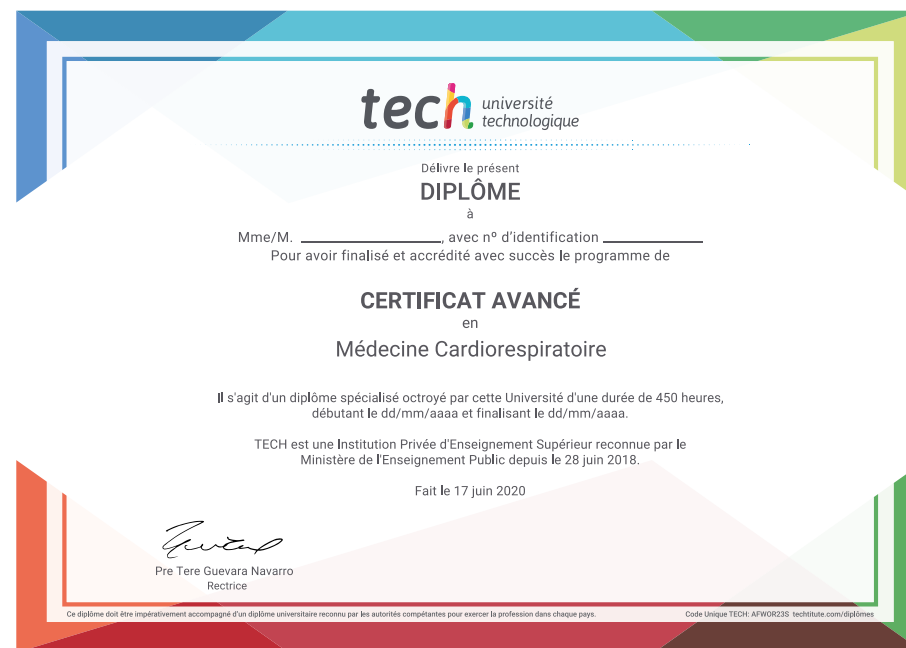 tech université
technologique
Délivre le présent
DIPLÔME
à
Mme/M. ____________________, avec nº d'identification ______________
Pour avoir finalisé et accrédité avec succès le programme de
CERTIFICAT AVANCÉ
en
Médecine Cardiorespiratoire
Il s'agit d'un diplôme spécialisé octroyé par cette Université d'une durée de 450 heures,
débutant le dd/mm/aaaa et finalisant le dd/mm/aaaa.
TECH est une Institution Privée d'Enseignement Supérieur reconnue par le
Ministère de l'Enseignement Public depuis le 28 juin 2018.
Fait le 17 juin 2020
Pre Tere Guevara Navarro
Rectrice
Ce diplôme doit être impérativement accompagné d'un diplôme universitaire reconnu par les autorités compétentes pour exercer la profession dans chaque pays.
Code Unique TECH: AFWOR23S techtitute.com/diplômes